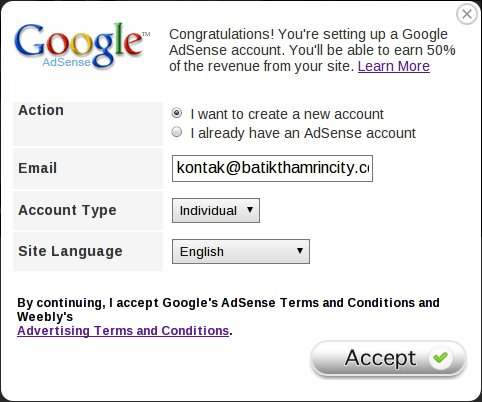 Google™
AdSense
Congratulations! You're setting up a Google
AdSense account. You'll be able to earn 50%
of the revenue from your site. Learn More
Action
I want to create a new account
I already have an AdSense account
Email
kontak@batikthamrincity.c
Account Type
Individual
Site Language
English
By continuing, I accept Google's AdSense Terms and Conditions and
Weebly's
Advertising Terms and Conditions.
Accept